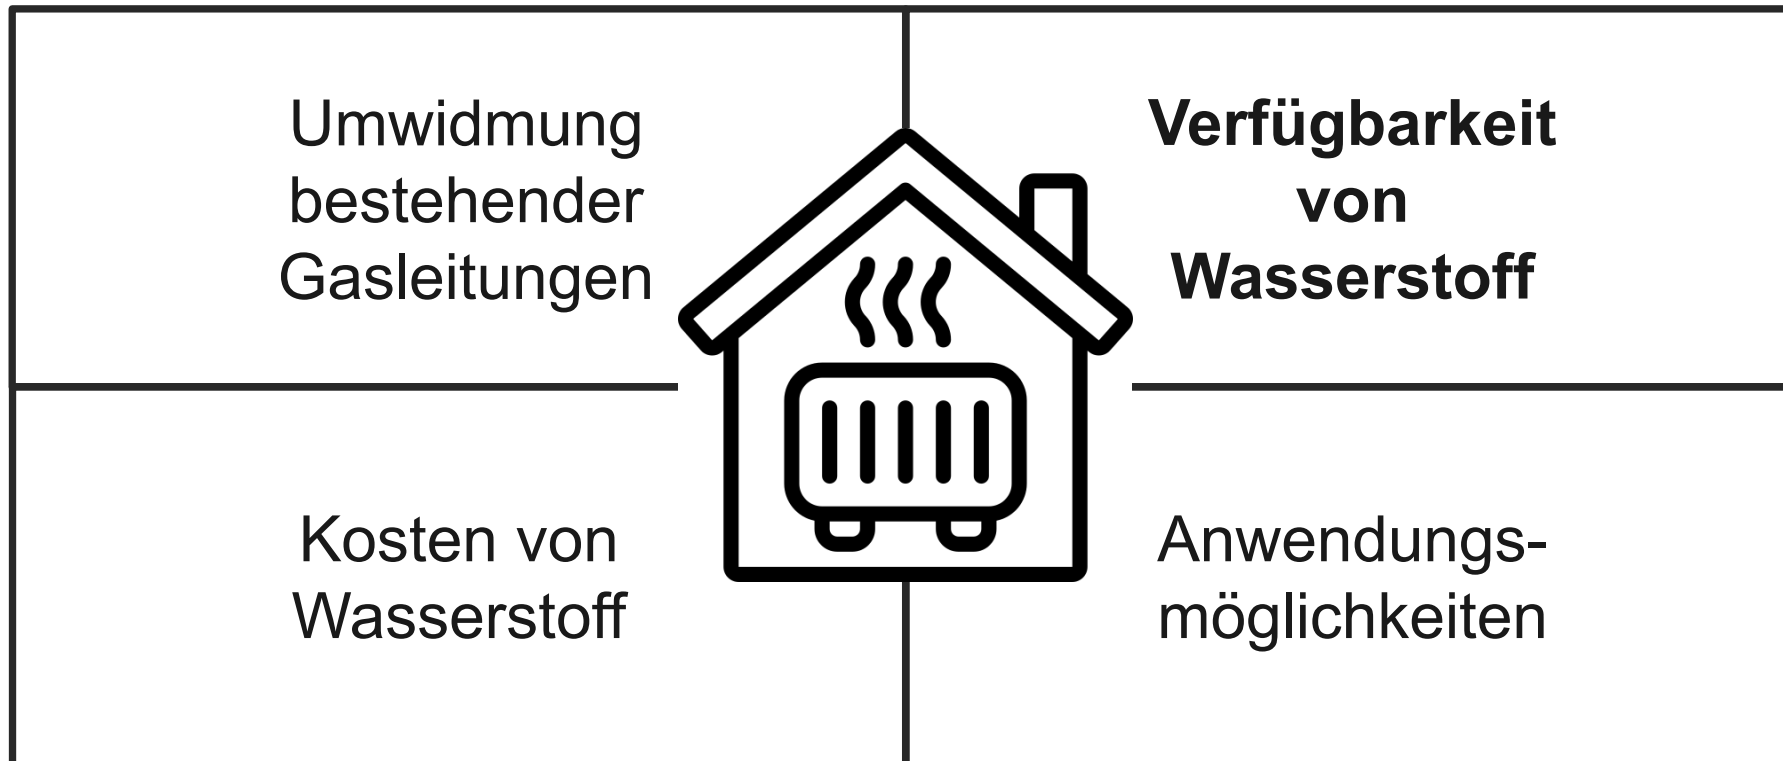 Umwidmung
bestehender
Gasleitungen
Verfügbarkeit
von
Wasserstoff
Kosten von
Wasserstoff
Anwendungs-
möglichkeiten